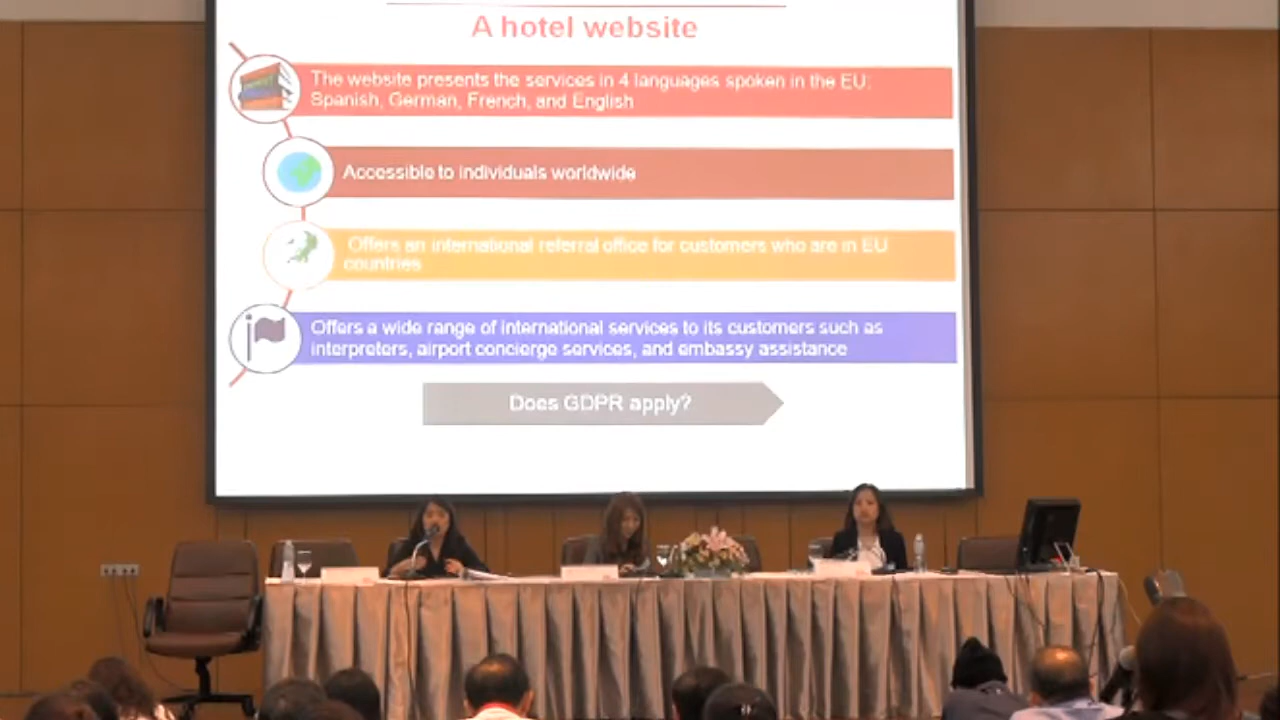 A hotel website
The website presents the services in 4 languages spoken in the EU:
Spanish, German, French, and English
Accessible to individuals worldwide
Offers an international referral office for customers who are in EU
countries
Offers a wide range of international services to its customers such as
interpreters, airport concierge services, and embassy assistance
Does GDPR apply?